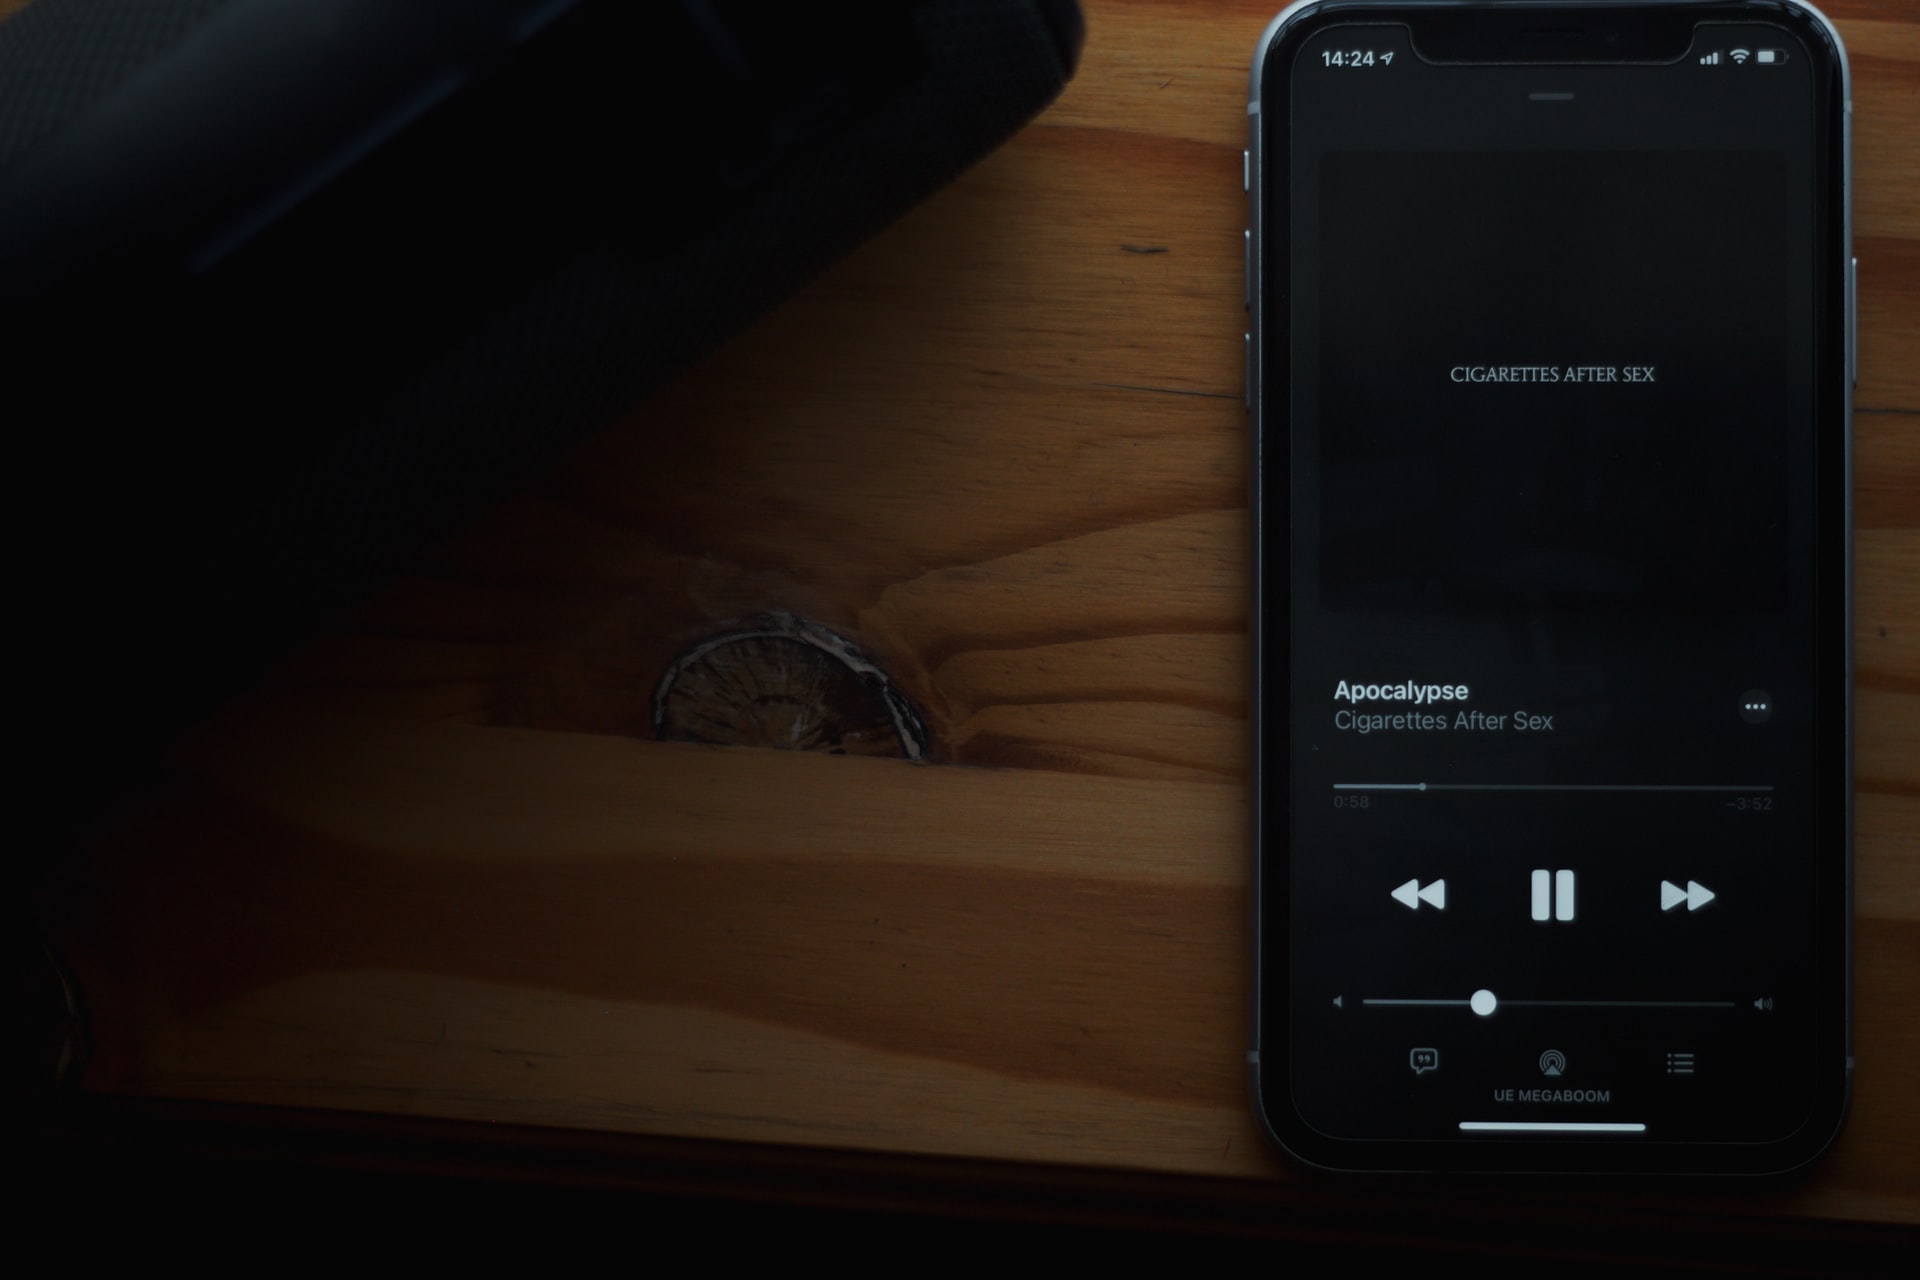 14:24
CIGARETTES AFTER SEX
Apocalypse
Cigarettes After Sex
0:58
-3:52
UE MEGABOOM